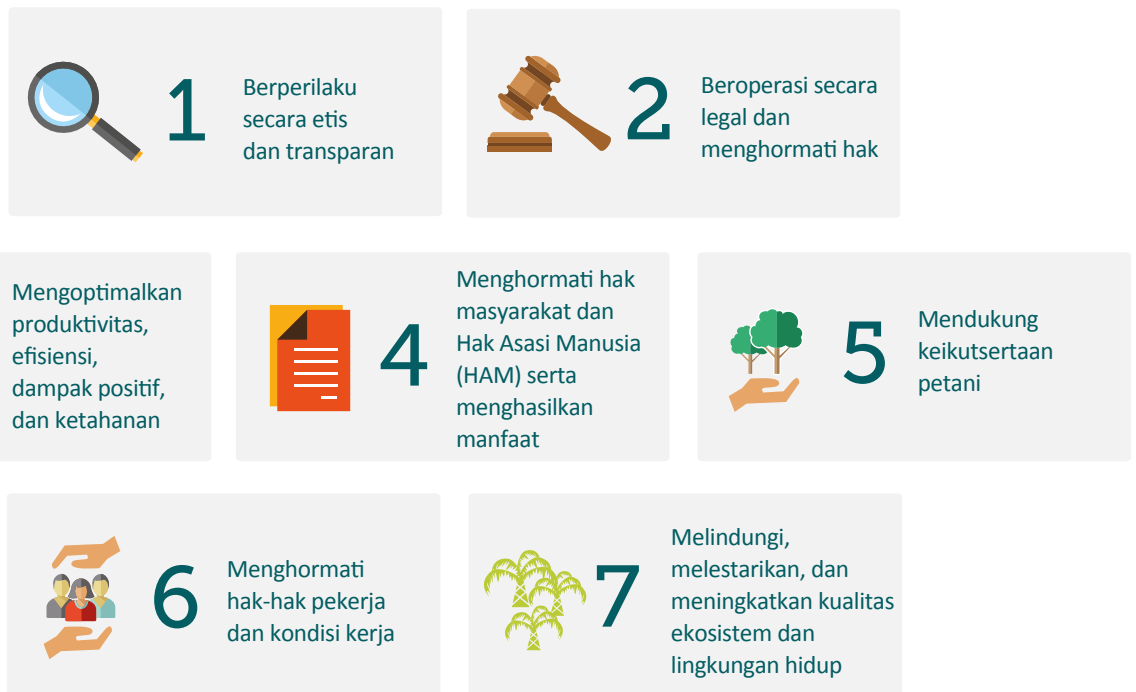 1
Berperilaku
secara etis
dan transparan
2
Beroperasi secara
legal dan
menghormati hak
Mengoptimalkan
produktivitas,
efisiensi,
dampak positif,
dan ketahanan
4
Menghormati hak
masyarakat dan
Hak Asasi Manusia
(HAM) serta
menghasilkan
manfaat
5
Mendukung
keikutsertaan
petani
6
Menghormati
hak-hak pekerja
dan kondisi kerja
7
Melindungi,
melestarikan, dan
meningkatkan kualitas
ekosistem dan
lingkungan hidup